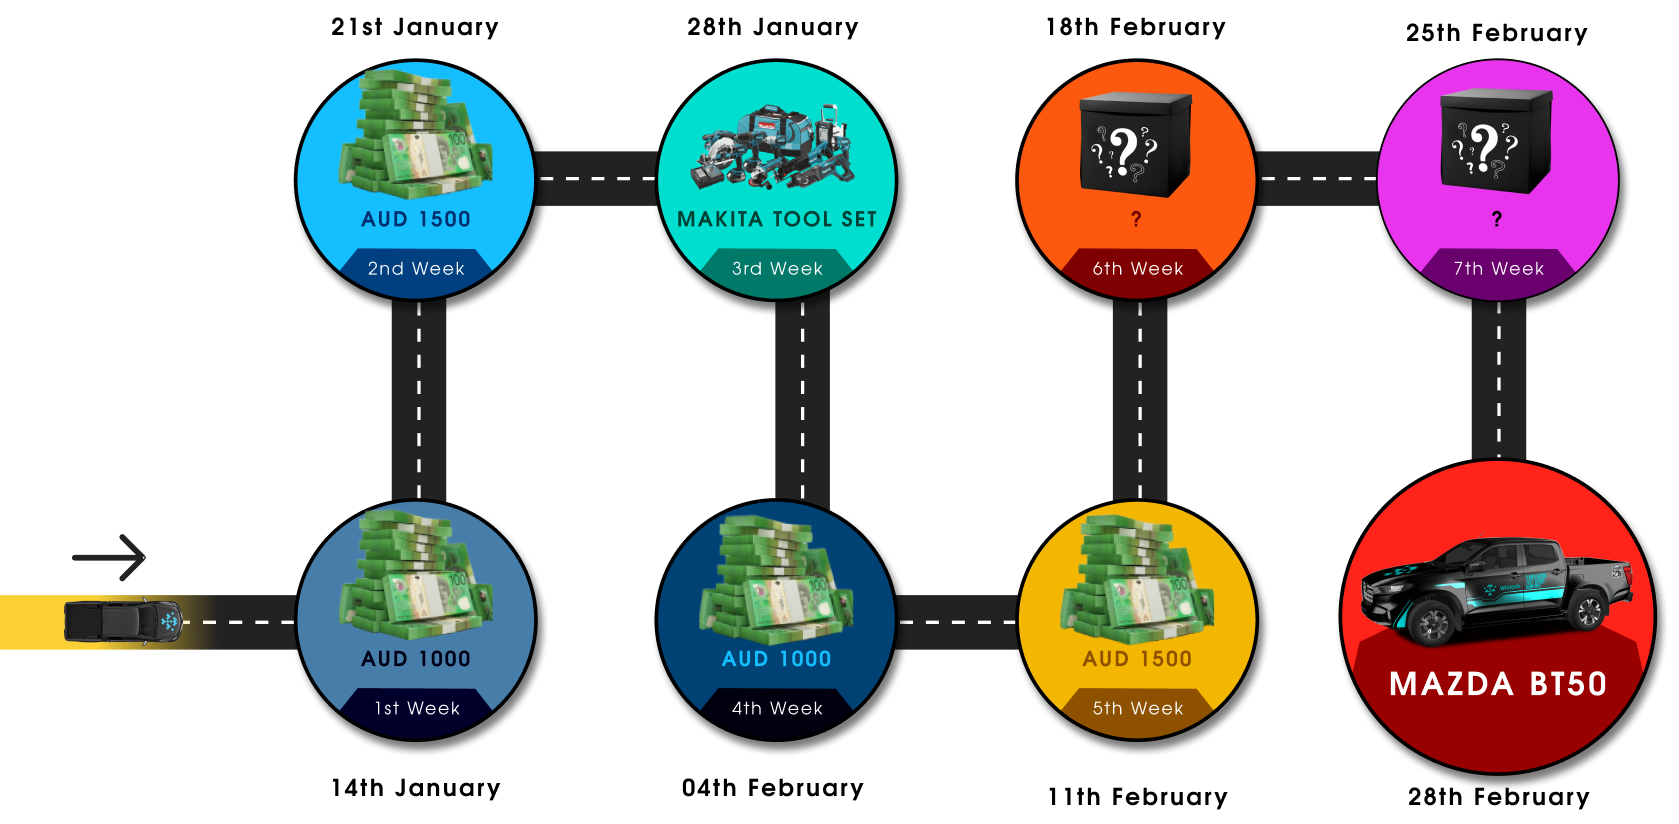 21st January
28th January
18th February
25th February
AUD 1500
MAKITA TOOL SET
?
?
2nd Week
3rd Week
6th Week
7th Week
AUD 1000
AUD 1000
AUD 1500
MAZDA BT50
1st Week
4th Week
5th Week
14th January
04th February
11th February
28th February